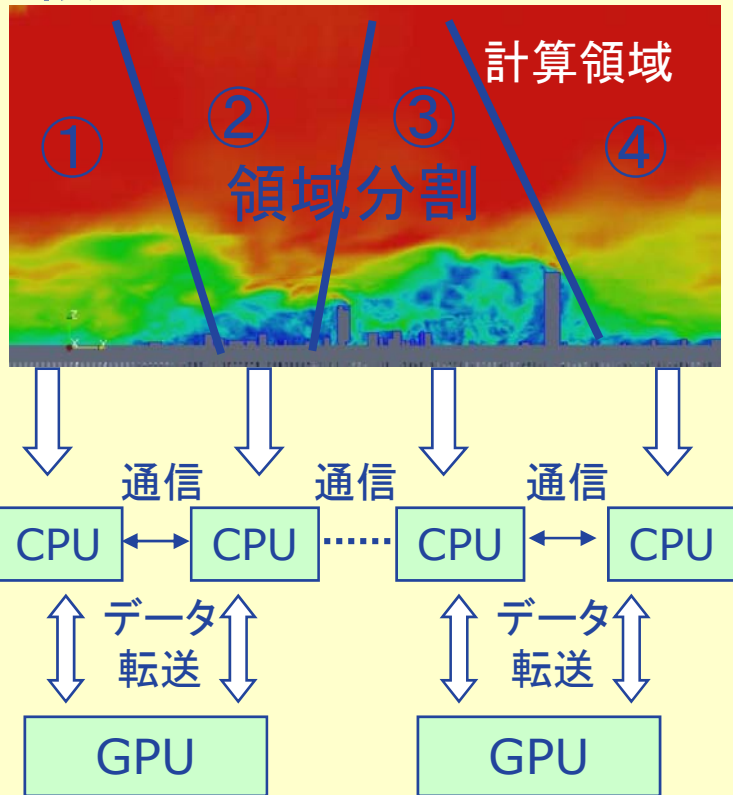 計算領域
① ② ③ ④
領域分割
通信 通信 通信
CPU CPU ...... CPU CPU
データ データ
転送 転送
GPU GPU